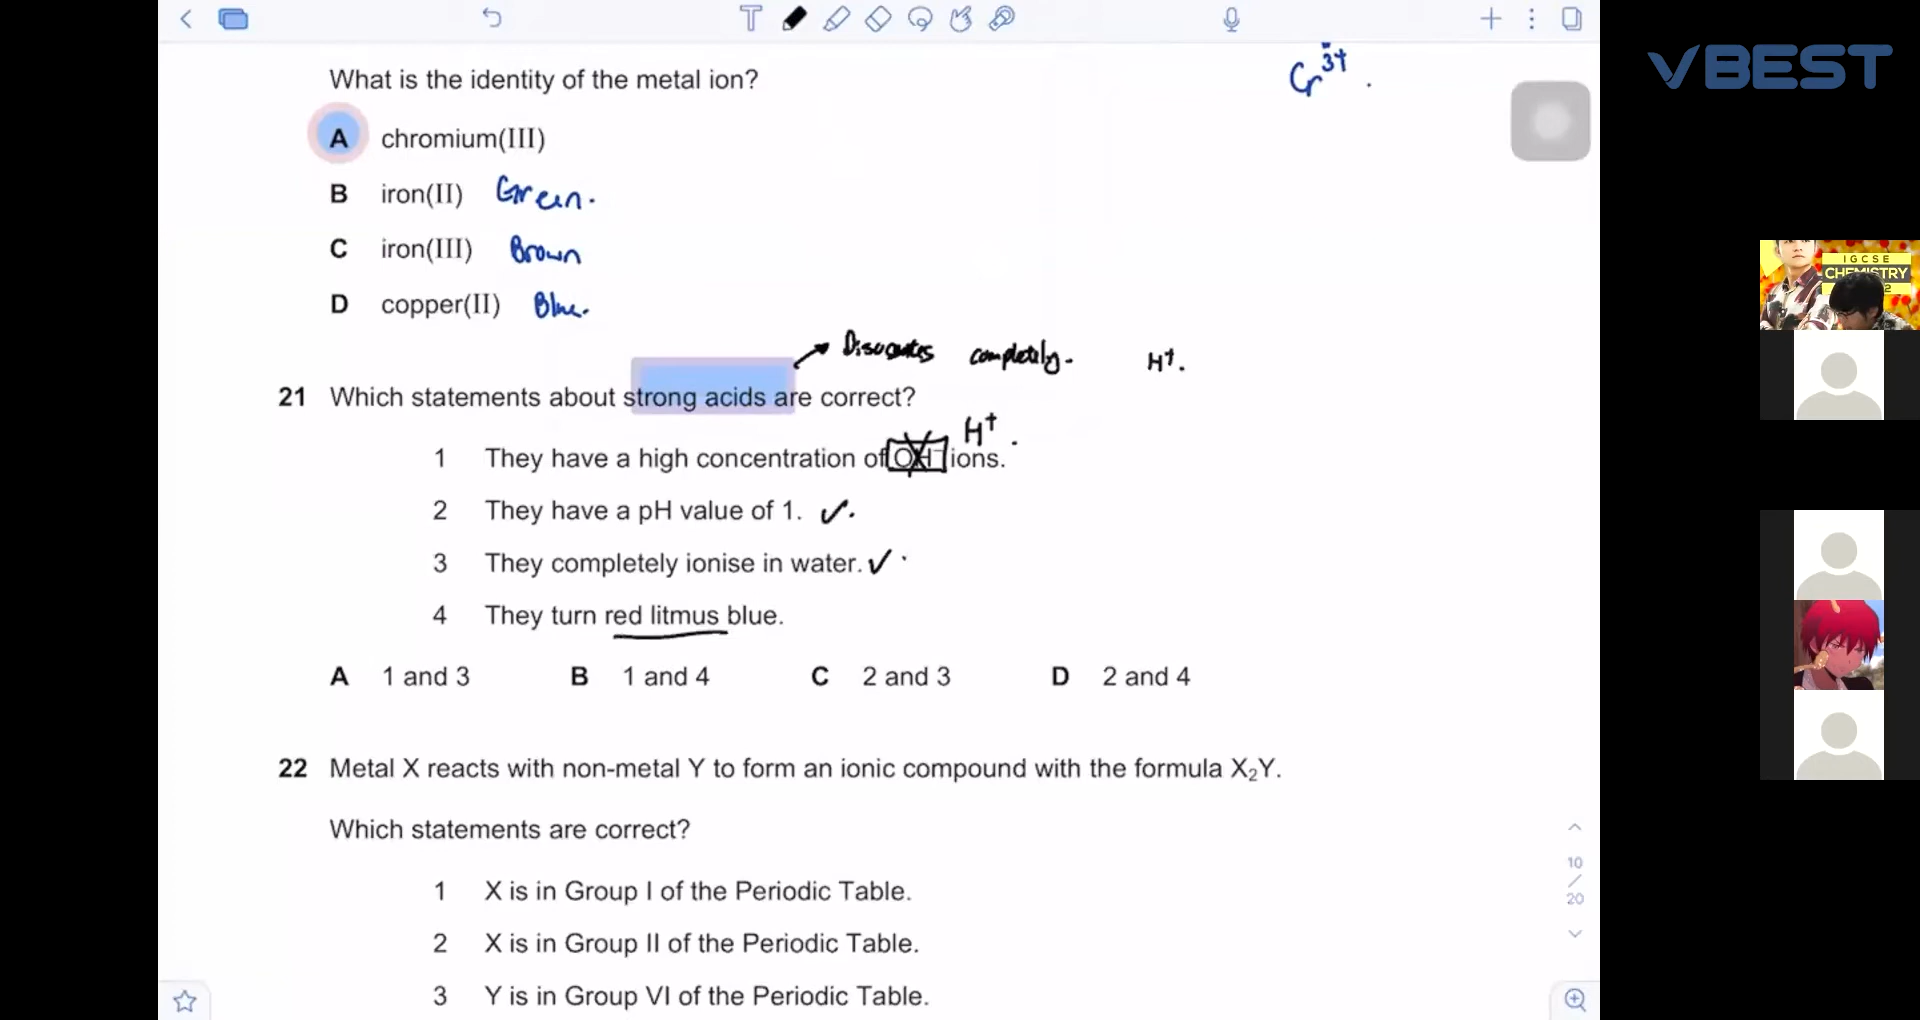 VBEST
Cr3+ .
What is the identity of the metal ion?
A chromium(III)
B iron(II) Green.
C iron(III) Brown
D copper(II) Blue.
completely. H+.
21 Which statements about strong acids are correct?
H+ .
1 They have a high concentration of OH⁻ ions.
2 They have a pH value of 1. ✓.
3 They completely ionise in water. ✓
4 They turn red litmus blue.
A 1 and 3 B 1 and 4 C 2 and 3 D 2 and 4
22 Metal X reacts with non-metal Y to form an ionic compound with the formula X₂Y.
Which statements are correct?
1 X is in Group I of the Periodic Table.
2 X is in Group II of the Periodic Table.
3 Y is in Group VI of the Periodic Table.
10
/
20
IGCSE
CHEMISTRY
2